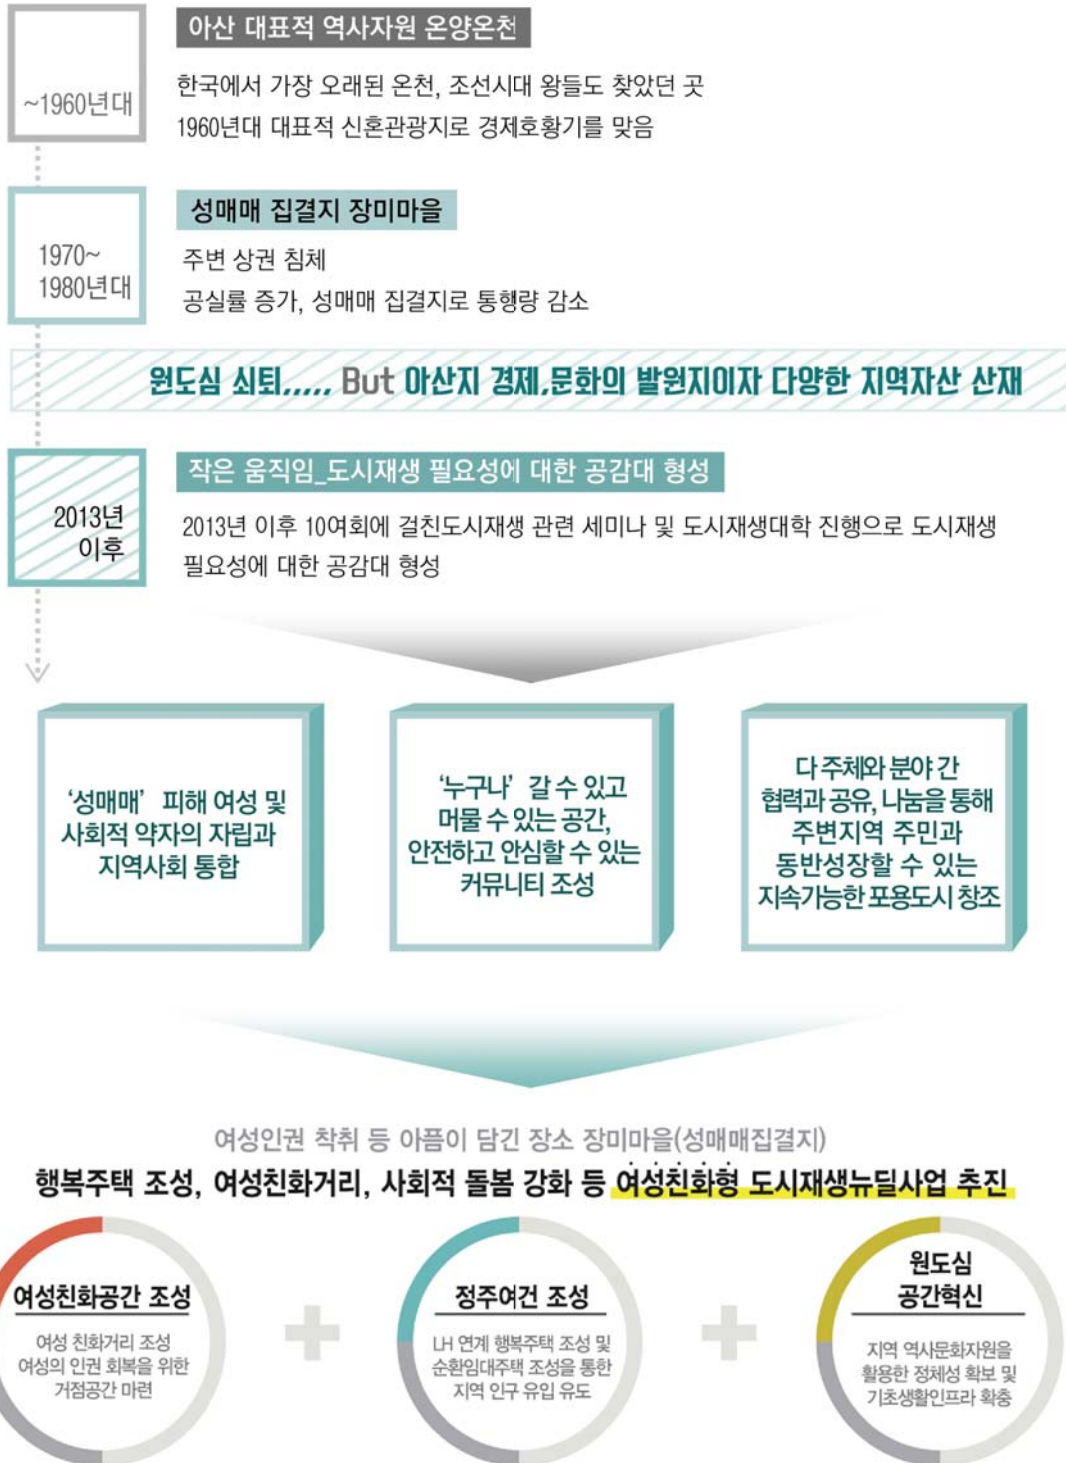 ~1960년대
아산 대표적 역사자원 온양온천
한국에서 가장 오래된 온천, 조선시대 왕들도 찾았던 곳
1960년대 대표적 신혼관광지로 경제호황기를 맞음
1970~
1980년대
성매매 집결지 장미마을
주변 상권 침체
공실률 증가, 성매매 집결지로 통행량 감소
원도심 쇠퇴,,,,, But 아산지 경제,문화의 발원지이자 다양한 지역자산 산재
2013년
이후
작은 움직임_도시재생 필요성에 대한 공감대 형성
2013년 이후 10여회에 걸친도시재생 관련 세미나 및 도시재생대학 진행으로 도시재생
필요성에 대한 공감대 형성
‘성매매’ 피해 여성 및
사회적 약자의 자립과
지역사회 통합
‘누구나’ 갈 수 있고
머물 수 있는 공간,
안전하고 안심할 수 있는
커뮤니티 조성
다 주체와 분야 간
협력과 공유, 나눔을 통해
주변지역 주민과
동반성장할 수 있는
지속가능한 포용도시 창조
여성인권 착취 등 아픔이 담긴 장소 장미마을(성매매집결지)
행복주택 조성, 여성친화거리, 사회적 돌봄 강화 등 여성친화형 도시재생뉴딜사업 추진
여성친화공간 조성
여성 친화거리 조성
여성의 인권 회복을 위한
거점공간 마련
+
정주여건 조성
LH 연계 행복주택 조성 및
순환임대주택 조성을 통한
지역 인구 유입 유도
+
원도심
공간혁신
지역 역사문화자원을
활용한 정체성 확보 및
기초생활인프라 확충